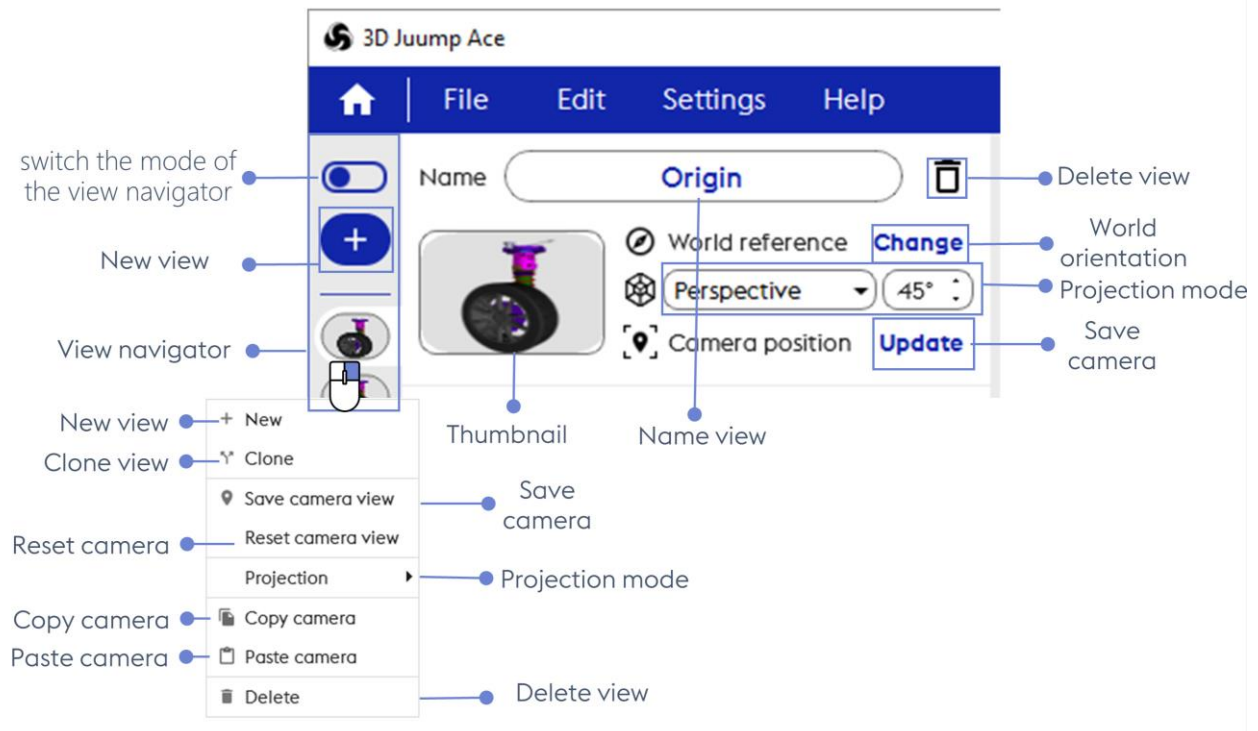 3D Juump Ace
File Edit Settings Help
switch the mode of
the view navigator
Name Origin
Delete view
New view
+
World reference Change
World
orientation
Perspective 45°
Projection mode
View navigator
Camera position Update
Save
camera
Thumbnail
Name view
New view
+ New
Clone view
Clone
Save camera view
Save
camera
Reset camera
Reset camera view
Projection
Projection mode
Copy camera
Copy camera
Paste camera
Paste camera
Delete
Delete view